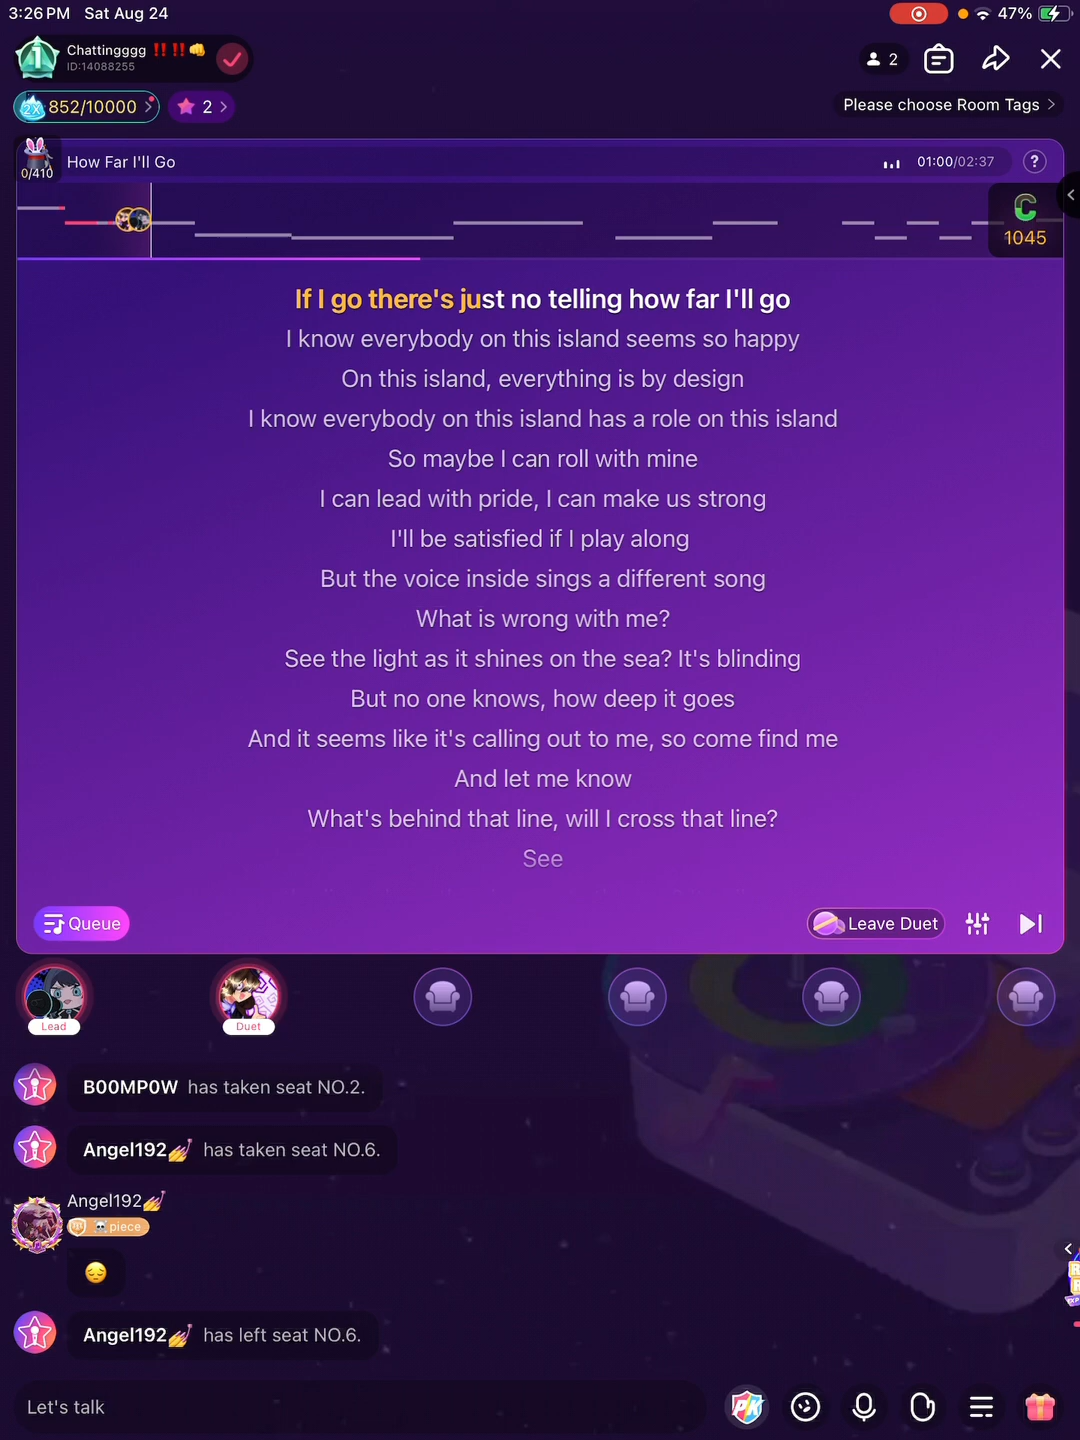 3:26 PM Sat Aug 24
47%
Chattingggg ‼️‼️👊
ID:14088255
2
2X 852/10000 >
2 >
Please choose Room Tags >
0/410
How Far I'll Go
01:00/02:37
?
C
1045
If I go there's just no telling how far I'll go
I know everybody on this island seems so happy
On this island, everything is by design
I know everybody on this island has a role on this island
So maybe I can roll with mine
I can lead with pride, I can make us strong
I'll be satisfied if I play along
But the voice inside sings a different song
What is wrong with me?
See the light as it shines on the sea? It's blinding
But no one knows, how deep it goes
And it seems like it's calling out to me, so come find me
And let me know
What's behind that line, will I cross that line?
See
Queue
Leave Duet
Lead
Duet
B00MP0W has taken seat NO.2.
Angel192💅 has taken seat NO.6.
Angel192💅
☠️ piece
😔
Angel192💅 has left seat NO.6.
Let's talk
PK